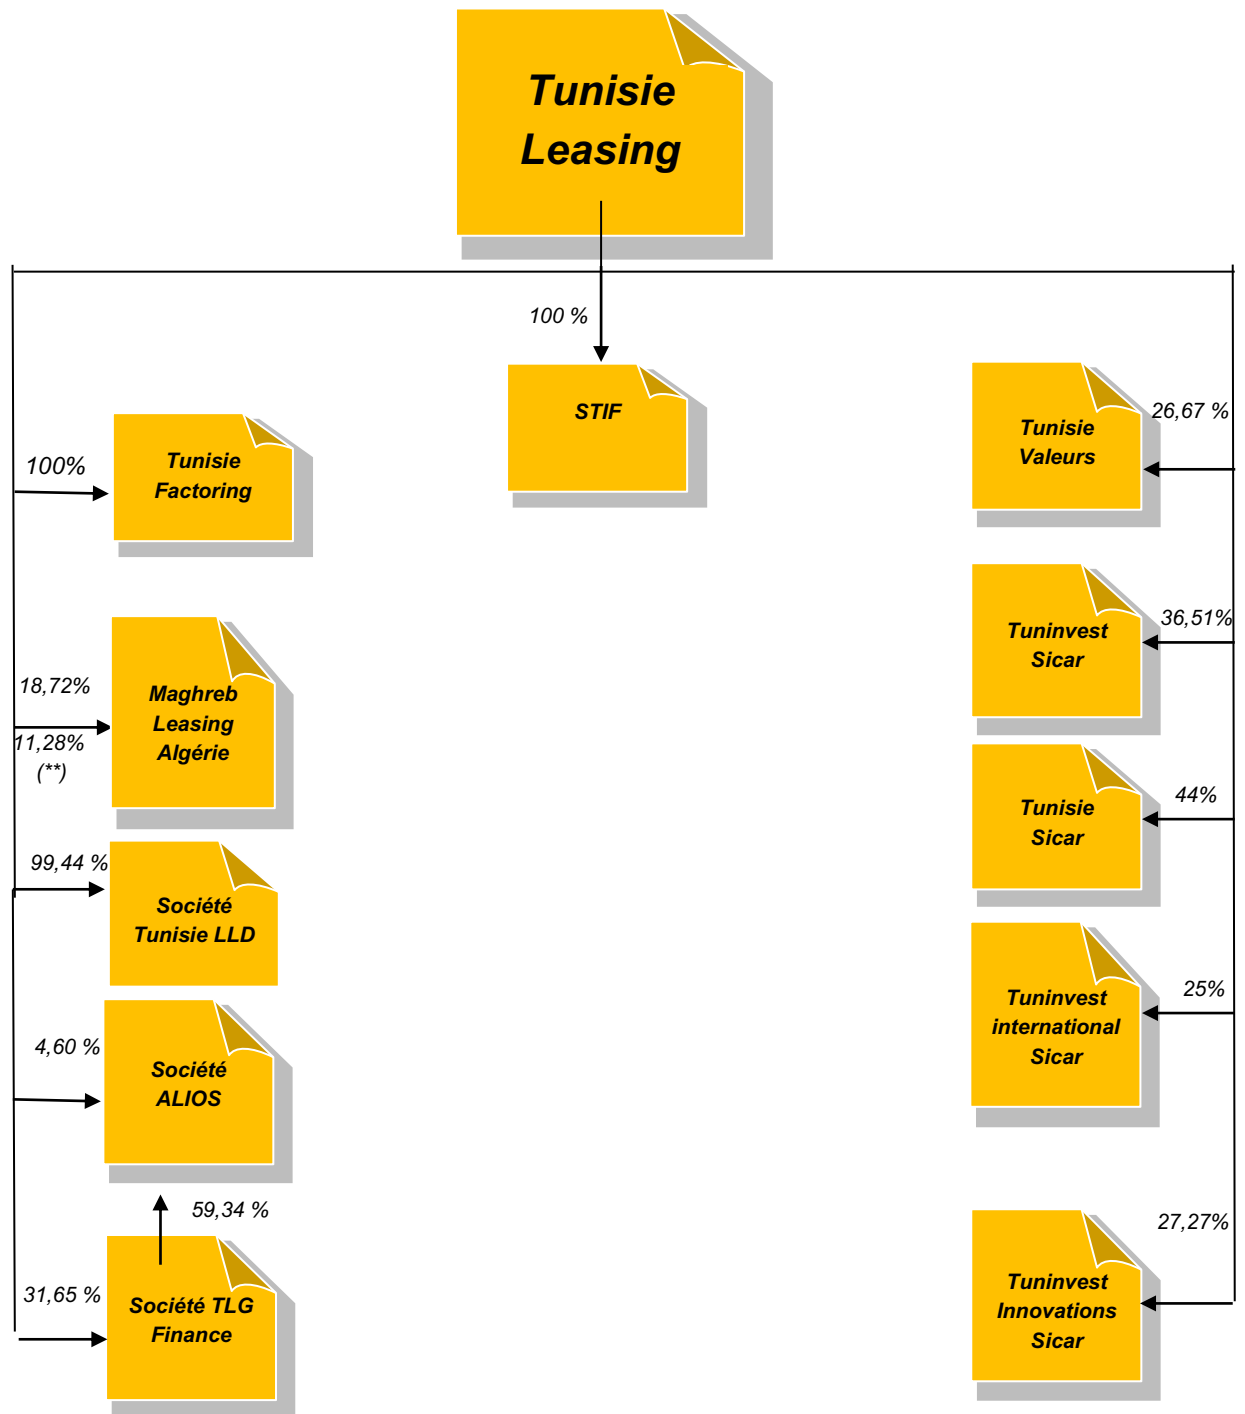 Tunisie
Leasing
100 %
STIF
100%
Tunisie
Factoring
18,72%
11,28%
(**)
Maghreb
Leasing
Algérie
99,44 %
Société
Tunisie LLD
4,60 %
Société
ALIOS
59,34 %
31,65 %
Société TLG
Finance
26,67 %
Tunisie
Valeurs
36,51%
Tuninvest
Sicar
44%
Tunisie
Sicar
25%
Tuninvest
international
Sicar
27,27%
Tuninvest
Innovations
Sicar